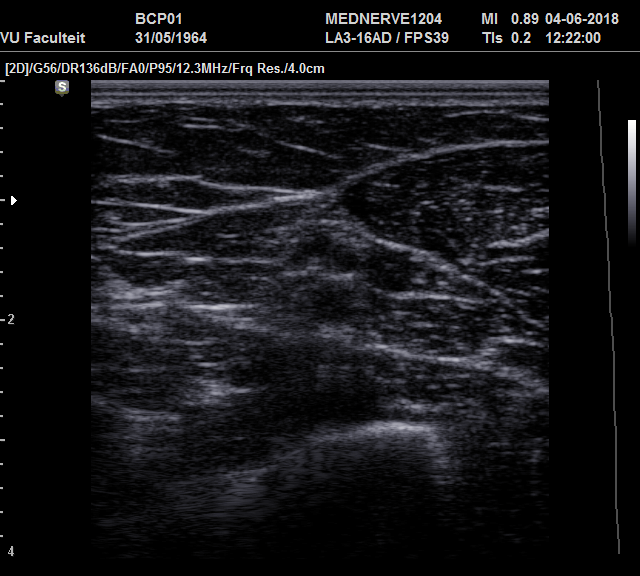 BCP01 MEDNERVE1204 MI 0.89 04-06-2018
VU Faculteit 31/05/1964 LA3-16AD / FPS39 TIs 0.2 12:22:00
[2D]/G56/DR136dB/FA0/P95/12.3MHz/Frq Res./4.0cm
S
2
4